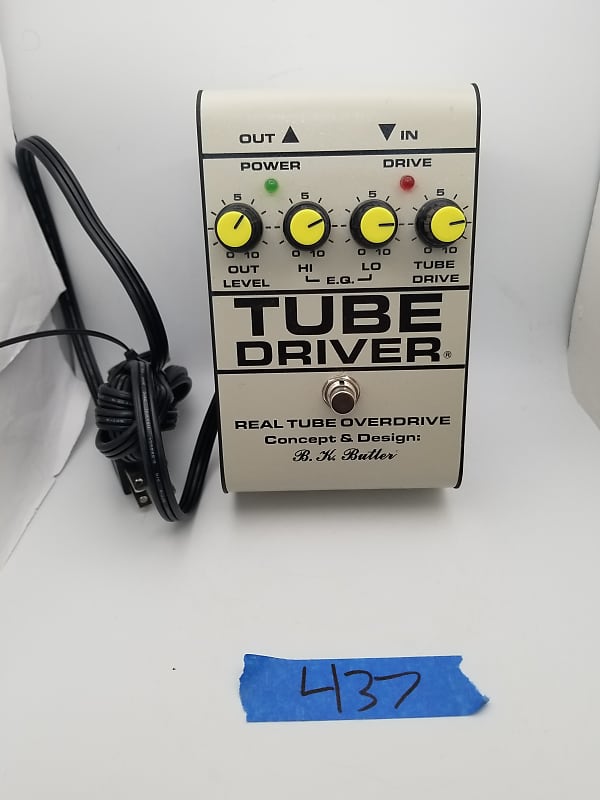 OUT ▲ ▼ IN
POWER DRIVE
5 5 5 5
0 10 0 10 0 10 0 10
OUT LEVEL HI E.Q. LO TUBE DRIVE
TUBE
DRIVER®
REAL TUBE OVERDRIVE
Concept & Design:
B. K. Butler
437